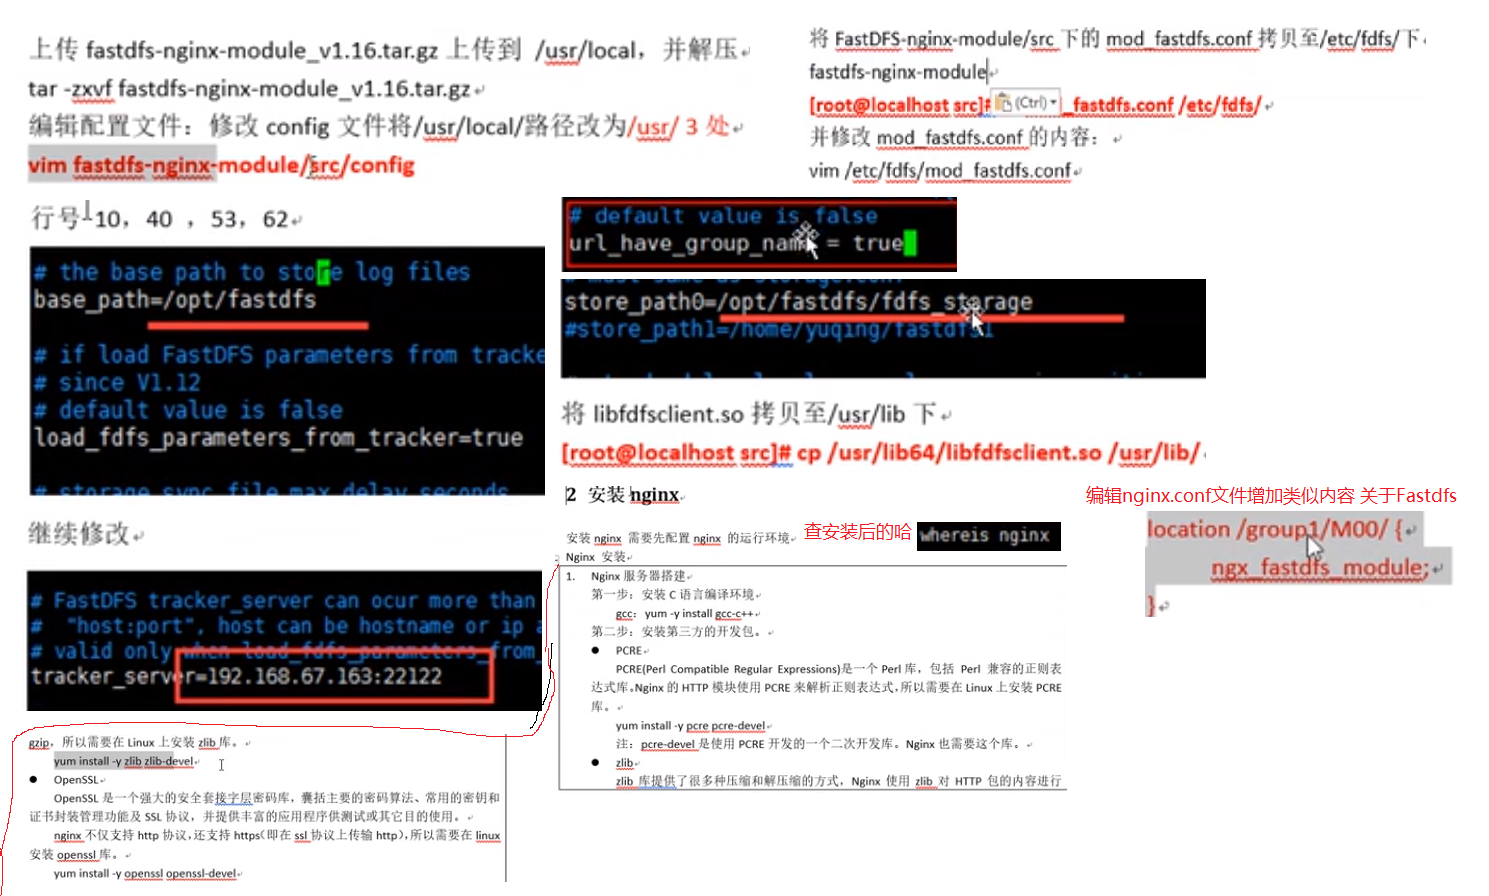 上传 fastdfs-nginx-module_v1.16.tar.gz 上传到 /usr/local，并解压
tar -zxvf fastdfs-nginx-module_v1.16.tar.gz
编辑配置文件：修改 config 文件将/usr/local/路径改为/usr/ 3 处
vim fastdfs-nginx-module/src/config
行号 10，40 ，53，62
# the base path to store log files
base_path=/opt/fastdfs
# if load FastDFS parameters from tracke
# since V1.12
# default value is false
load_fdfs_parameters_from_tracker=true
# storage sync file max delay seconds
继续修改
# FastDFS tracker_server can ocur more than
# "host:port", host can be hostname or ip a
# valid only when load_fdfs_parameters_from_
tracker_server=192.168.67.163:22122
将 FastDFS-nginx-module/src 下的 mod_fastdfs.conf 拷贝至/etc/fdfs/下
fastdfs-nginx-module
[root@localhost src]# (Ctrl) _fastdfs.conf /etc/fdfs/
并修改 mod_fastdfs.conf 的内容：
vim /etc/fdfs/mod_fastdfs.conf
# default value is false
url_have_group_name = true
store_path0=/opt/fastdfs/fdfs_storage
#store_path1=/home/yuqing/fastdfs1
将 libfdfsclient.so 拷贝至/usr/lib 下
[root@localhost src]# cp /usr/lib64/libfdfsclient.so /usr/lib/
2 安装 nginx
安装 nginx 需要先配置 nginx 的运行环境
查安装后的哈
whereis nginx
Nginx 安装
1. Nginx 服务器搭建
第一步：安装 C 语言编译环境
gcc：yum -y install gcc-c++
第二步：安装第三方的开发包。
● PCRE
PCRE(Perl Compatible Regular Expressions)是一个 Perl 库，包括 Perl 兼容的正则表
达式库。Nginx 的 HTTP 模块使用 PCRE 来解析正则表达式，所以需要在 Linux 上安装 PCRE
库。
yum install -y pcre pcre-devel
注：pcre-devel 是使用 PCRE 开发的一个二次开发库。Nginx 也需要这个库。
● zlib
zlib 库提供了很多种压缩和解压缩的方式，Nginx 使用 zlib 对 HTTP 包的内容进行
gzip，所以需要在 Linux 上安装 zlib 库。
yum install -y zlib zlib-devel
● OpenSSL
OpenSSL 是一个强大的安全套接字层密码库，囊括主要的密码算法、常用的密钥和
证书封装管理功能及 SSL 协议，并提供丰富的应用程序供测试或其它目的使用。
nginx 不仅支持 http 协议，还支持 https（即在 ssl 协议上传输 http），所以需要在 linux
安装 openssl 库。
yum install -y openssl openssl-devel
编辑nginx.conf文件增加类似内容 关于Fastdfs
location /group1/M00/ {
ngx_fastdfs_module;
}